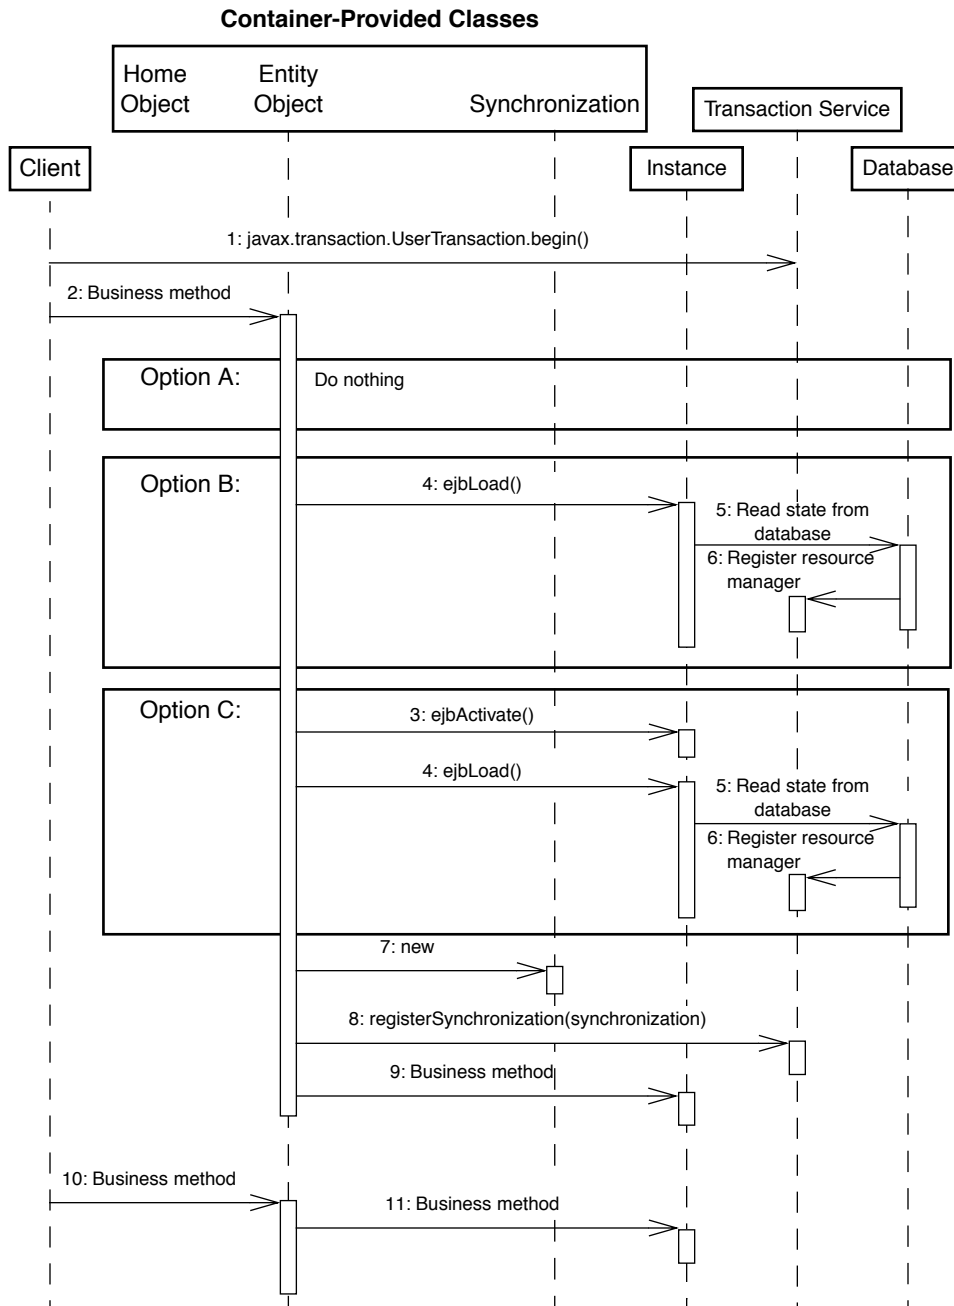 Container-Provided Classes
Home
Object
Entity
Object
Synchronization
Transaction Service
Client
Instance
Database
1: javax.transaction.UserTransaction.begin()
2: Business method
Option A:
Do nothing
Option B:
4: ejbLoad()
5: Read state from
database
6: Register resource
manager
Option C:
3: ejbActivate()
4: ejbLoad()
5: Read state from
database
6: Register resource
manager
7: new
8: registerSynchronization(synchronization)
9: Business method
10: Business method
11: Business method